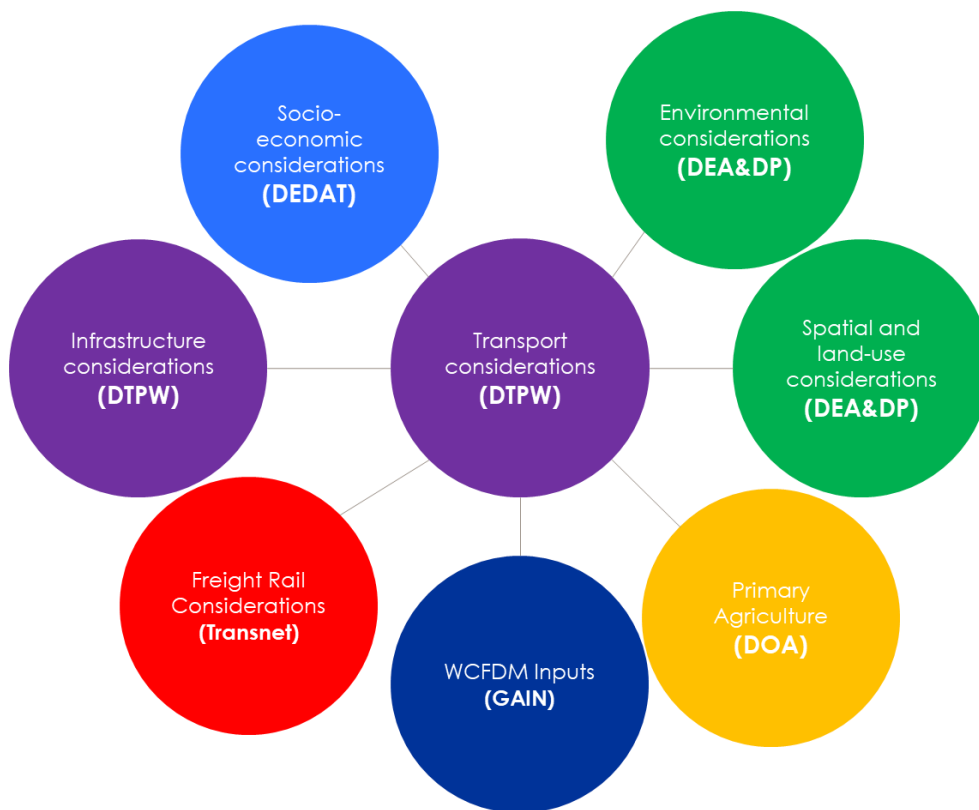 Socio-
economic
considerations
(DEDAT)
Environmental
considerations
(DEA&DP)
Infrastructure
considerations
(DTPW)
Transport
considerations
(DTPW)
Spatial and
land-use
considerations
(DEA&DP)
Freight Rail
Considerations
(Transnet)
WCFDM Inputs
(GAIN)
Primary
Agriculture
(DOA)